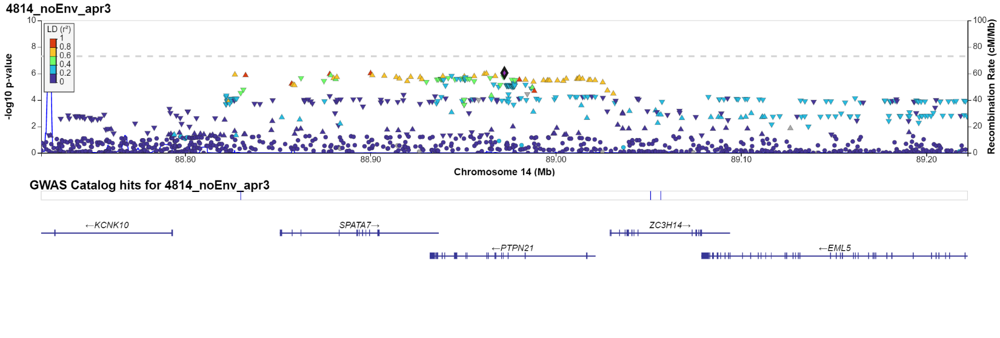 4814_noEnv_apr3
LD (r²)
1
0.8
0.6
0.4
0.2
0
10
8
6
4
2
0
-log10 p-value
100
80
60
40
20
0
Recombination Rate (cM/Mb)
88.80 88.90 89.00 89.10 89.20
Chromosome 14 (Mb)
GWAS Catalog hits for 4814_noEnv_apr3
←KCNK10 SPATA7→ ZC3H14→
←PTPN21 ←EML5